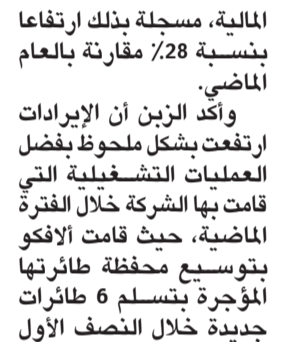 المالية، مسجلة بذلك ارتفاعا
بنسبة 28٪ مقارنة بالعام
الماضي.
وأكد الزبن أن الإيرادات
ارتفعت بشكل ملحوظ بفضل
العمليات التشغيلية التي
قامت بها الشركة خلال الفترة
الماضية، حيث قامت ألافكو
بتوسيع محفظة طائرتها
المؤجرة بتسلم 6 طائرات
جديدة خلال النصف الأول